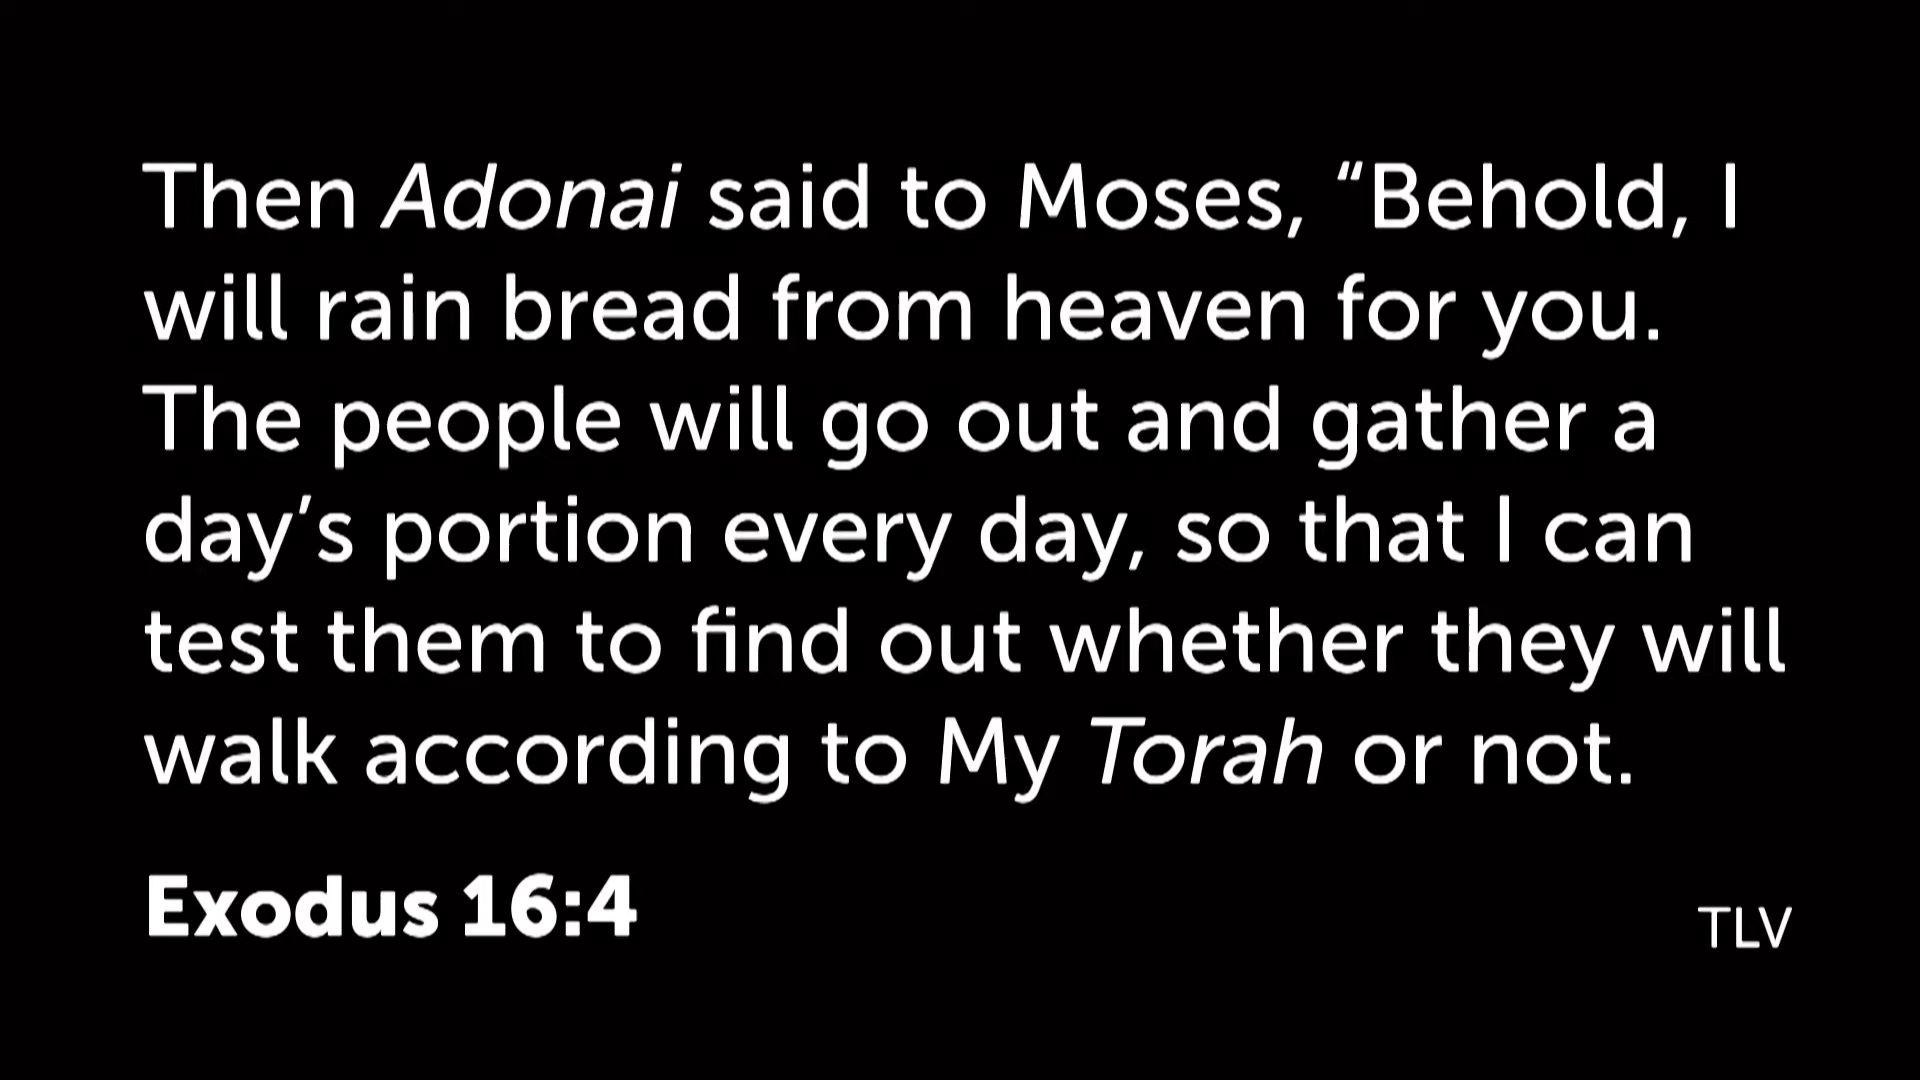 Then Adonai said to Moses, “Behold, I
will rain bread from heaven for you.
The people will go out and gather a
day’s portion every day, so that I can
test them to find out whether they will
walk according to My Torah or not.
Exodus 16:4
TLV